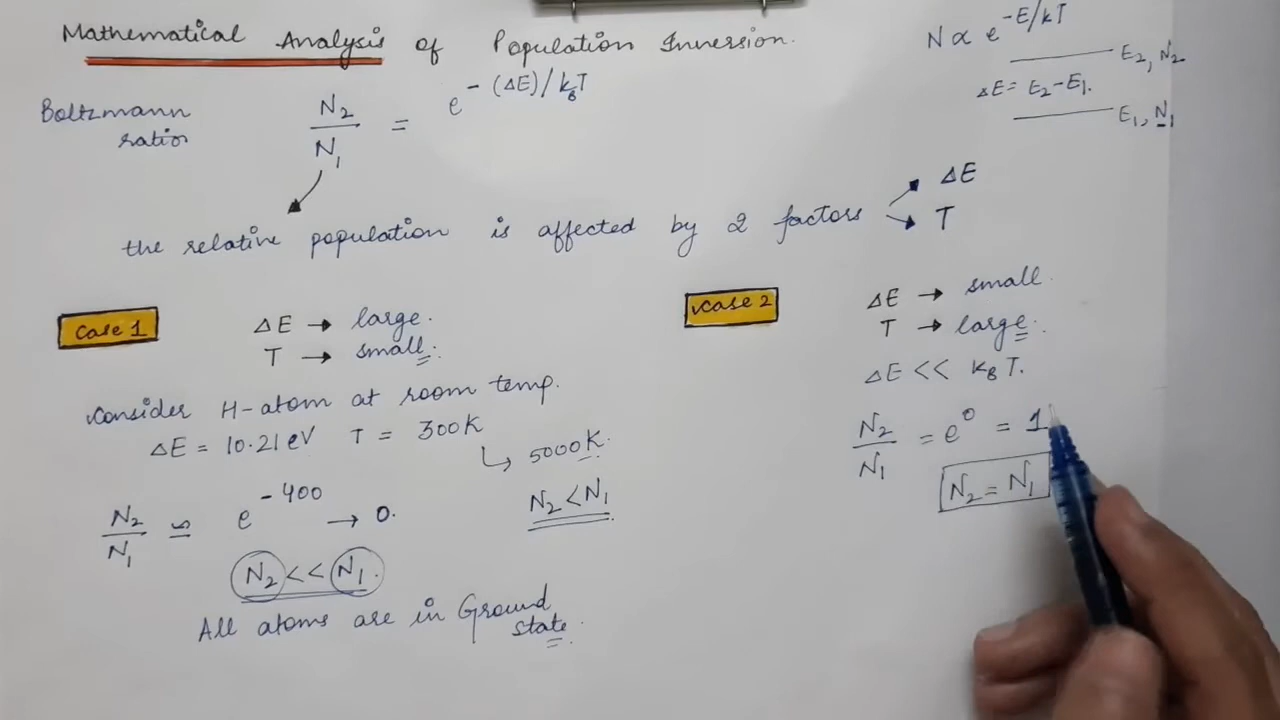 Mathematical Analysis of Population Inversion.
N ∝ e^-E/kT
E2, N2
ΔE = E2 - E1.
E1, N1
Boltzmann ratio
N2/N1 = e^-(ΔE)/kBT
the relative population is affected by 2 factors
ΔE
T
Case 1
ΔE → large.
T → small.
Consider H-atom at room temp.
ΔE = 10.21eV T = 300K
↳ 5000K.
N2/N1 ≃ e^-400 → 0.
N2 < N1
N2 << N1.
All atoms are in Ground
state.
Case 2
ΔE → small.
T → large.
ΔE << kBT.
N2/N1 = e^0 = 1
N2 = N1